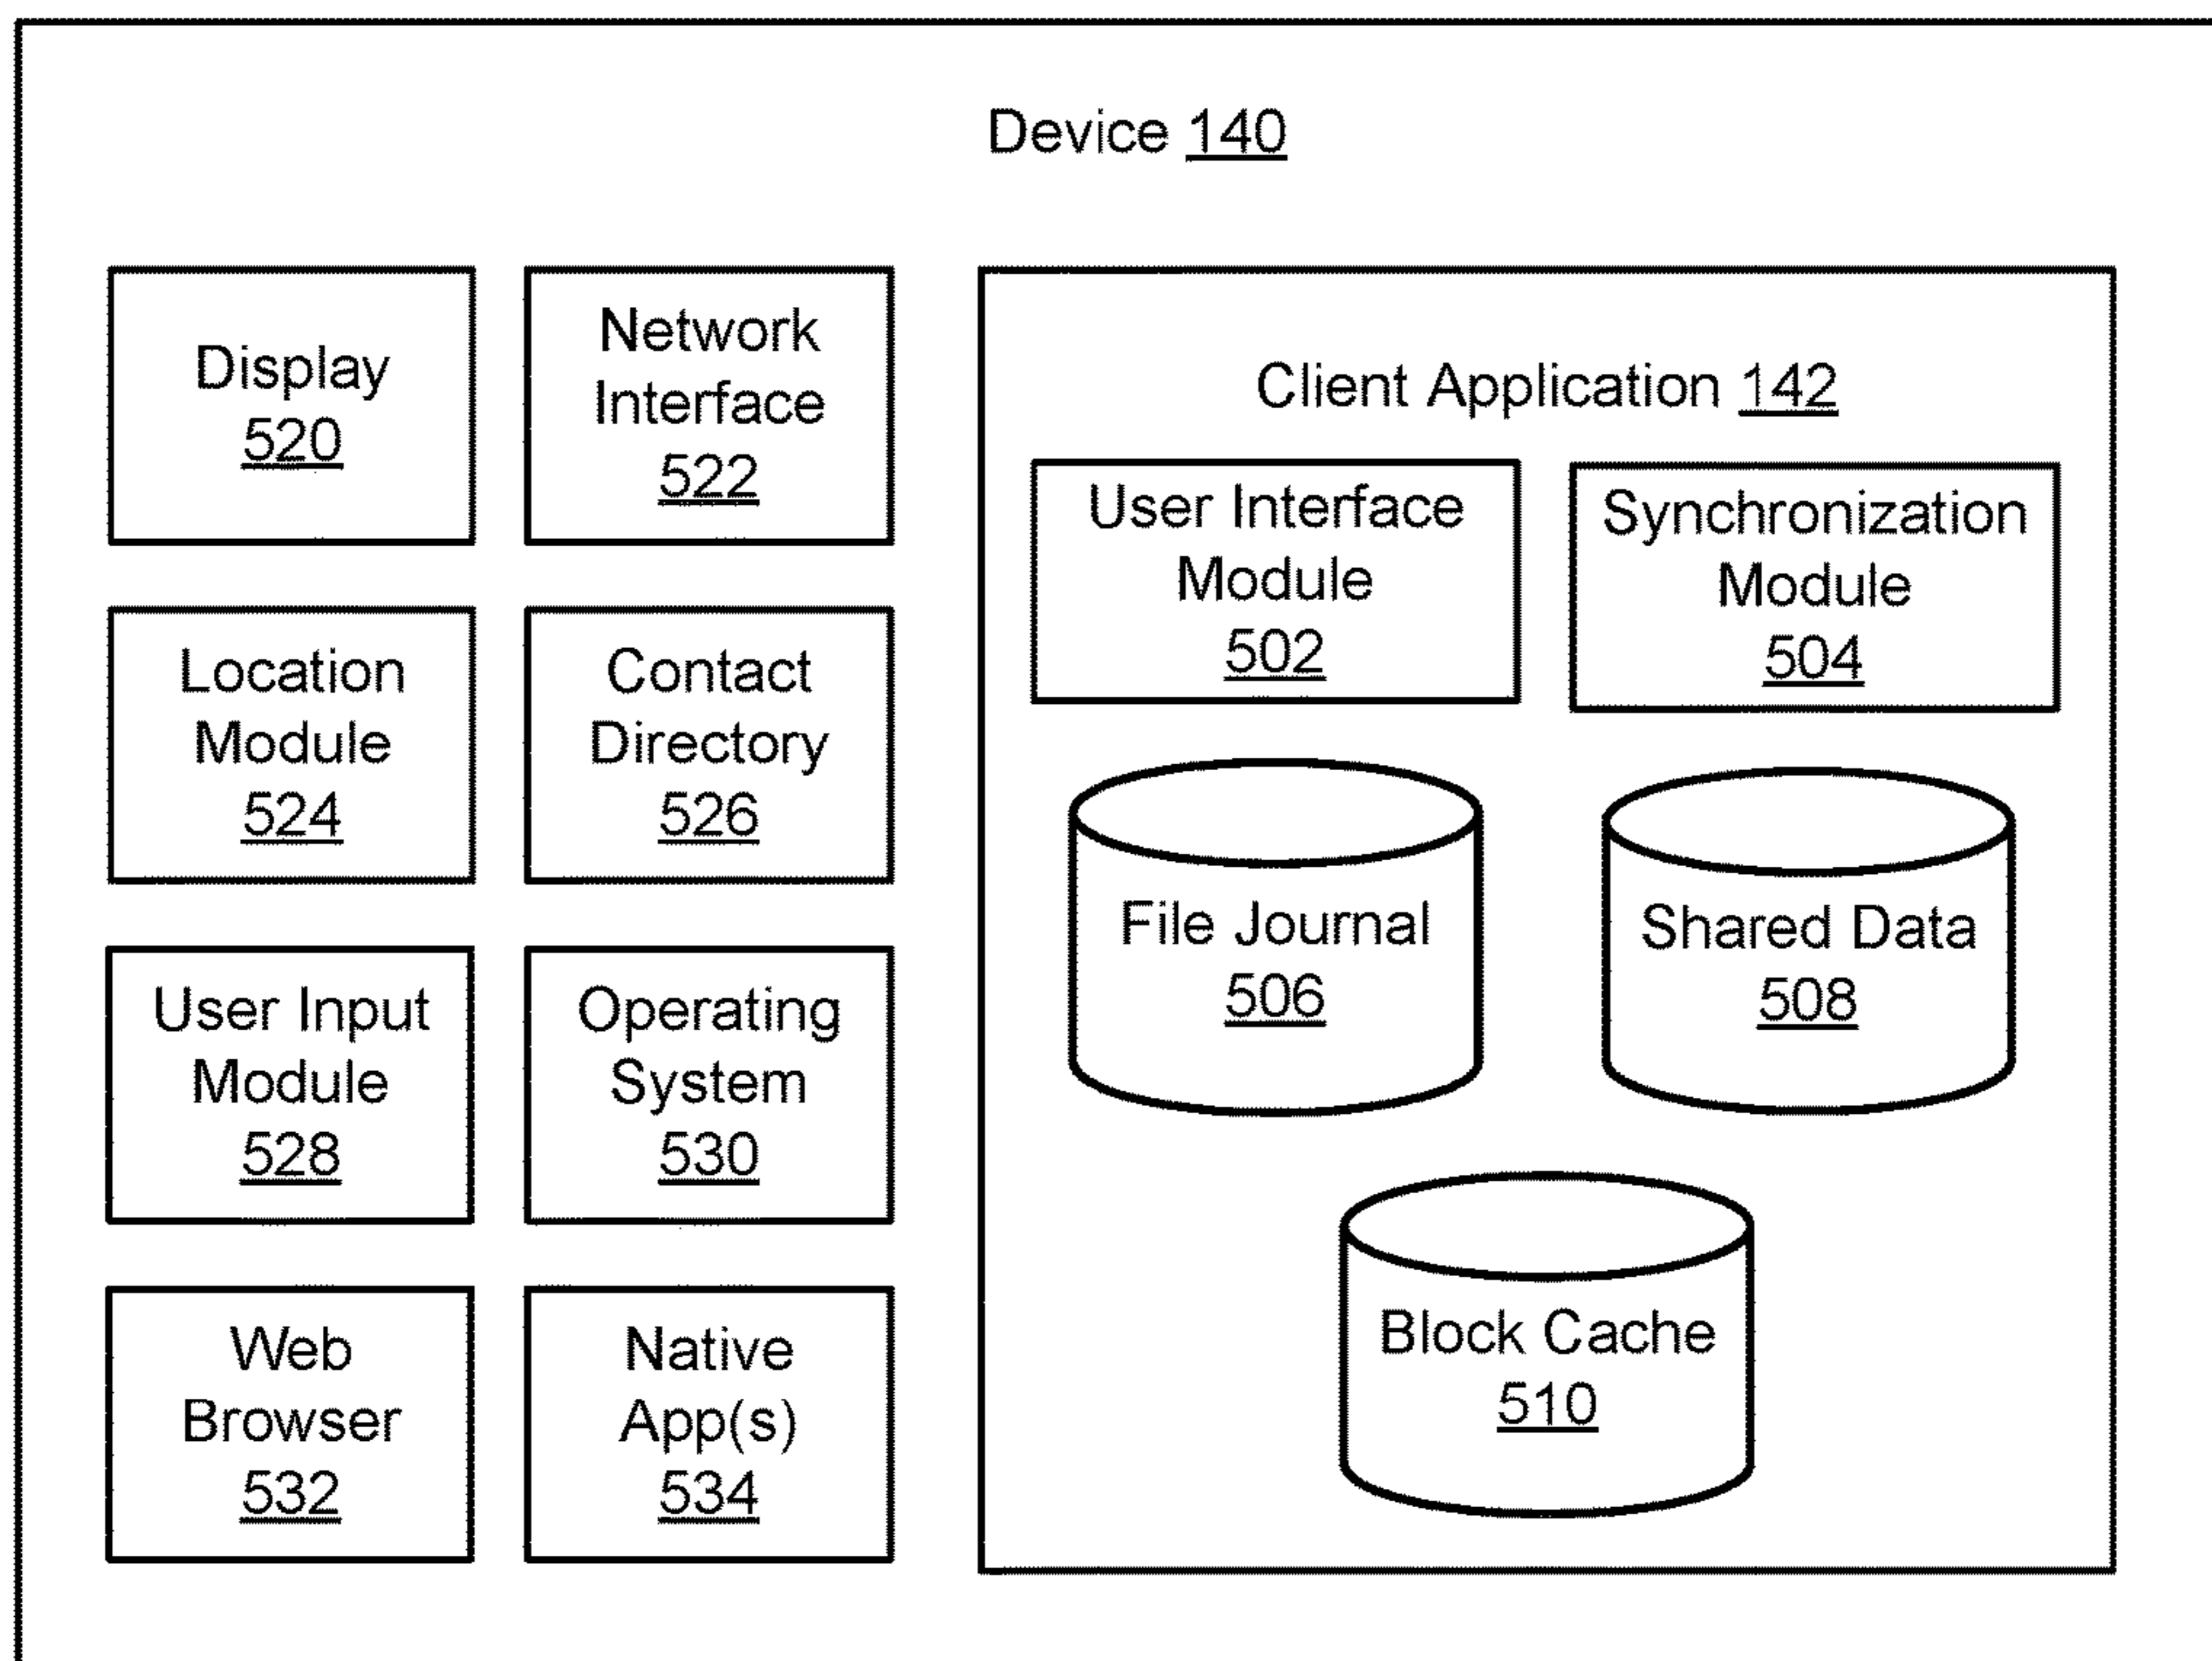 Device 140
Display
520
Network
Interface
522
Location
Module
524
Contact
Directory
526
User Input
Module
528
Operating
System
530
Web
Browser
532
Native
App(s)
534
Client Application 142
User Interface
Module
502
Synchronization
Module
504
File Journal
506
Shared Data
508
Block Cache
510